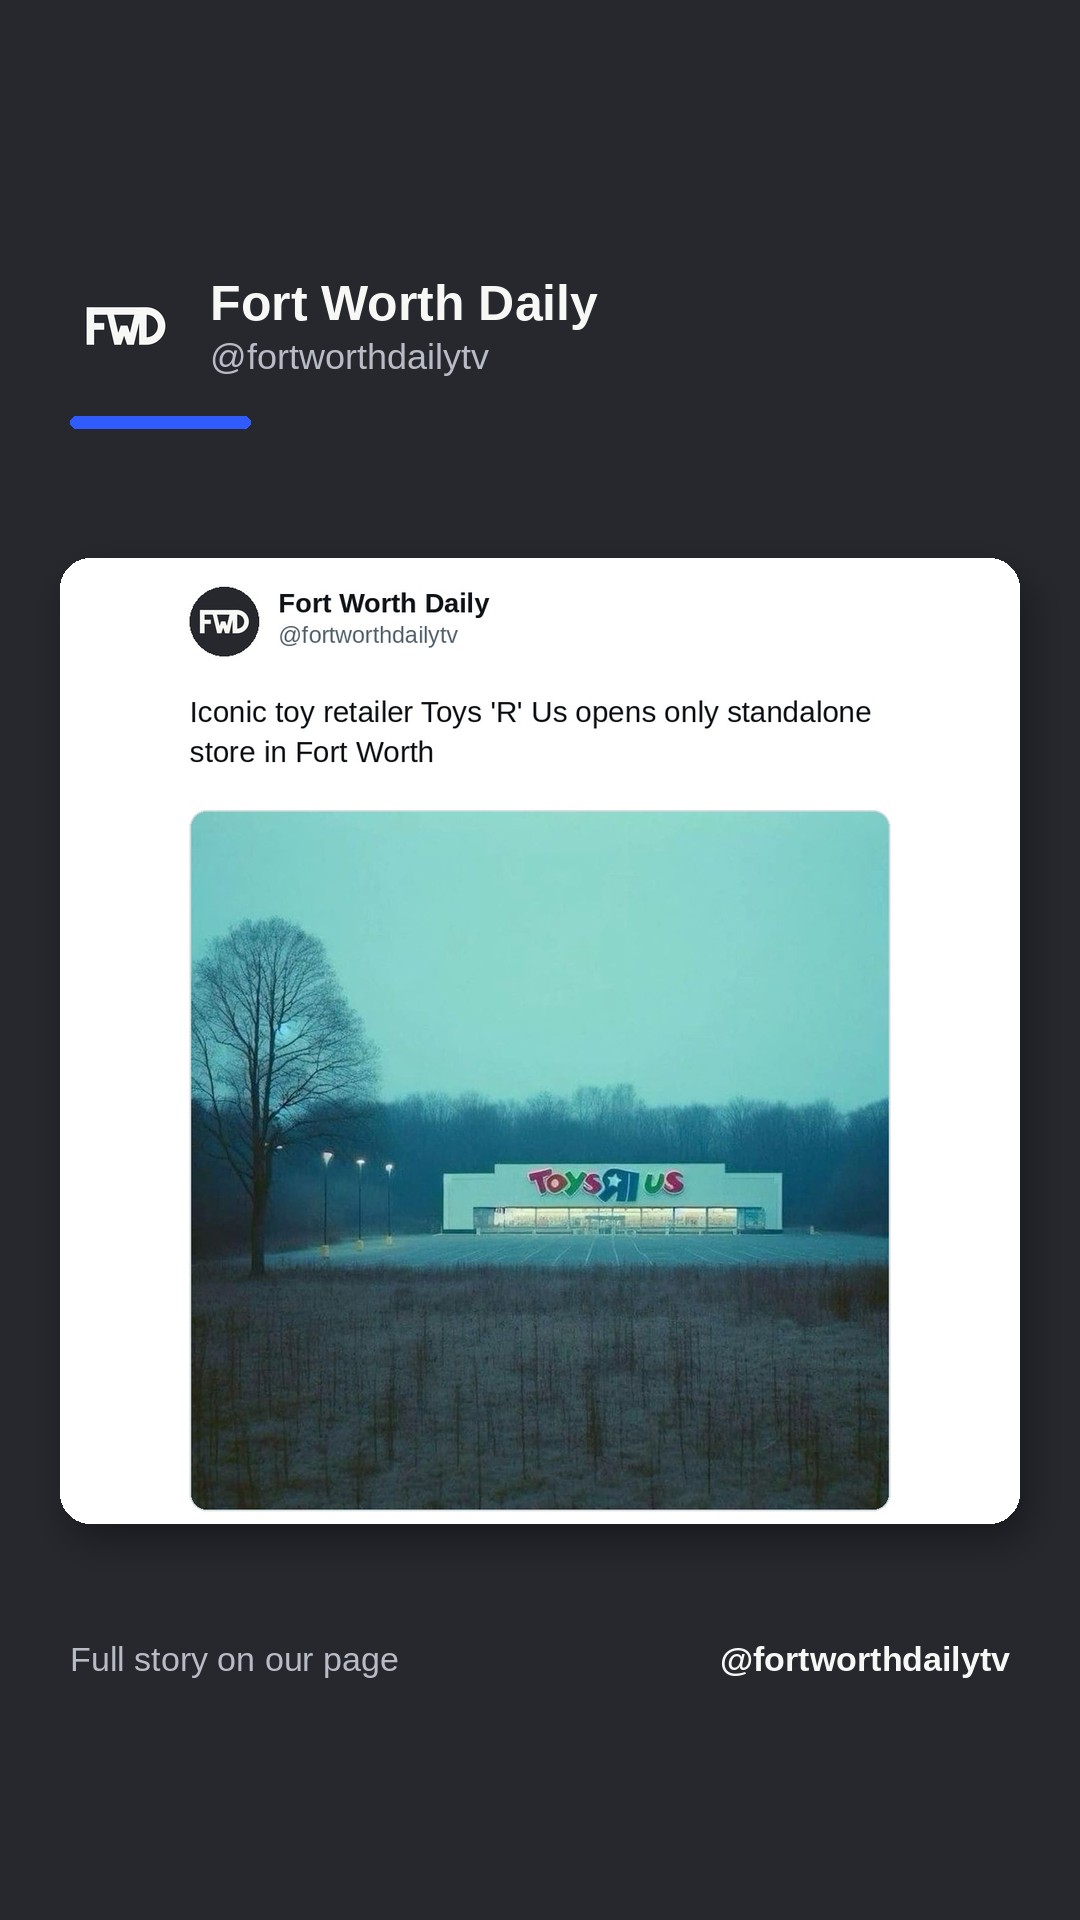 FWD
Fort Worth Daily
@fortworthdailytv
FWD
Fort Worth Daily
@fortworthdailytv
Iconic toy retailer Toys 'R' Us opens only standalone
store in Fort Worth
TOYS R US
Full story on our page
@fortworthdailytv